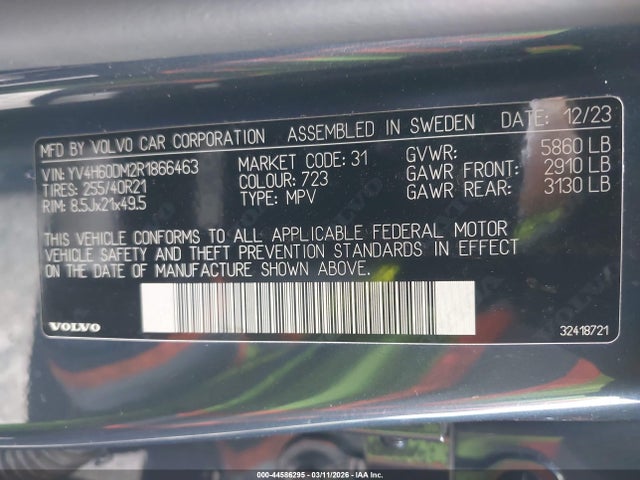 MFD BY VOLVO CAR CORPORATION ASSEMBLED IN SWEDEN DATE: 12/23
VIN: YV4H60DM2R1866463 MARKET CODE: 31 GVWR: 5860 LB
TIRES: 255/40R21 COLOUR: 723 GAWR FRONT: 2910 LB
RIM: 8.5Jx21x49.5 TYPE: MPV GAWR REAR: 3130 LB
THIS VEHICLE CONFORMS TO ALL APPLICABLE FEDERAL MOTOR
VEHICLE SAFETY AND THEFT PREVENTION STANDARDS IN EFFECT
ON THE DATE OF MANUFACTURE SHOWN ABOVE.
VOLVO 32418721
000-44586295 - 03/11/2026 - IAA Inc.